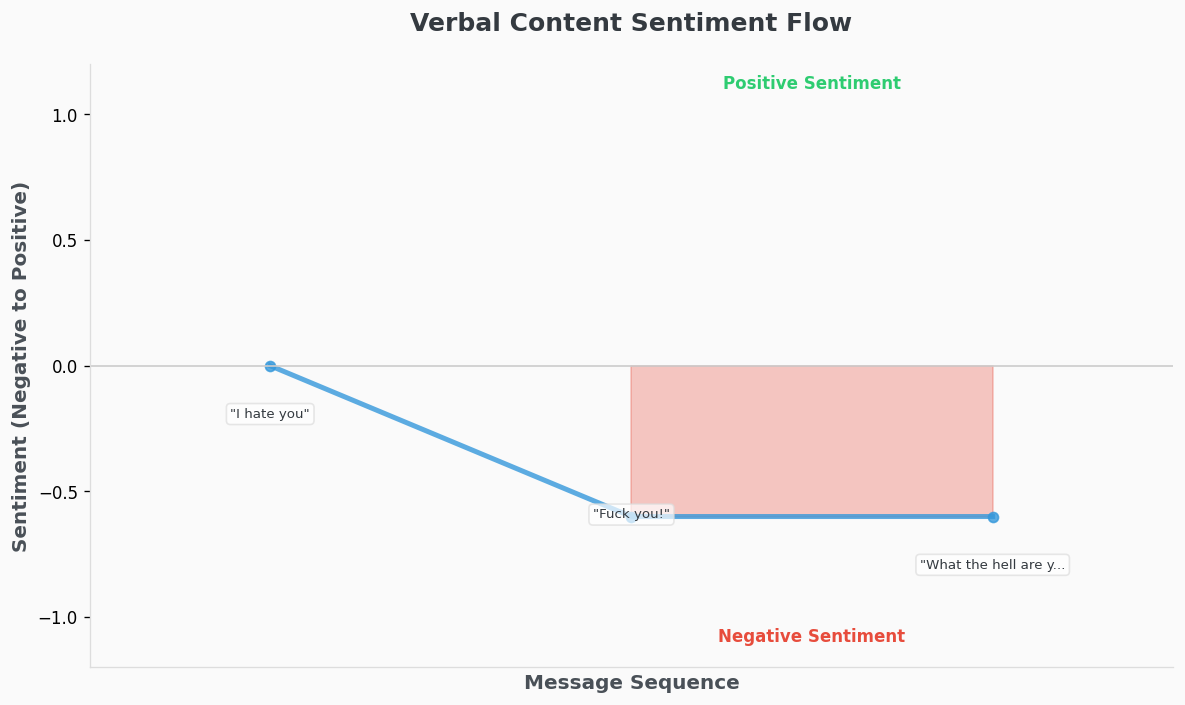 Verbal Content Sentiment Flow
Positive Sentiment
1.0
0.5
0.0
−0.5
−1.0
Sentiment (Negative to Positive)
"I hate you"
"Fuck you!"
"What the hell are y...
Negative Sentiment
Message Sequence